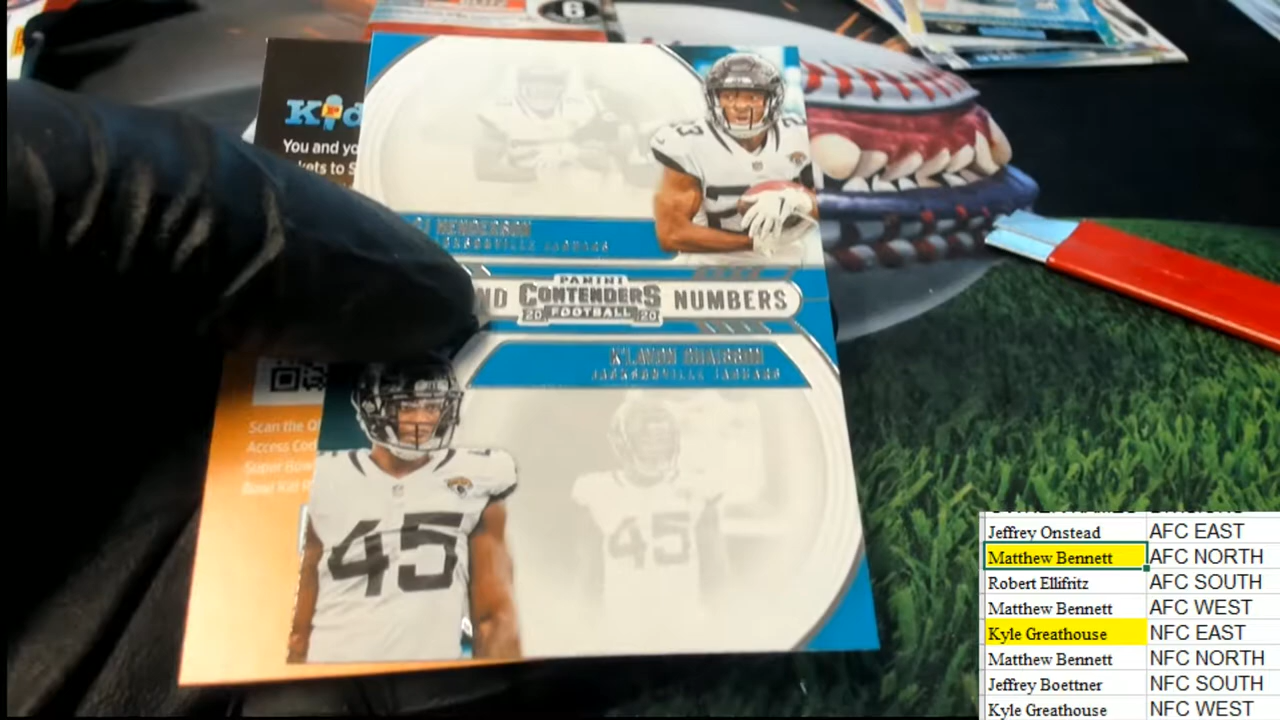 6
Kid
You and yo
kets to S
HENDERSON
JACKSONVILLE JAGUARS
PANINI
ND CONTENDERS NUMBERS
20 FOOTBALL 20
K'LAVON CHAISSON
JACKSONVILLE JAGUARS
Scan the Q
Access Cod
Super Bow
45
45
Jeffrey Onstead AFC EAST
Matthew Bennett AFC NORTH
Robert Ellifritz AFC SOUTH
Matthew Bennett AFC WEST
Kyle Greathouse NFC EAST
Matthew Bennett NFC NORTH
Jeffrey Boettner NFC SOUTH
Kyle Greathouse NFC WEST